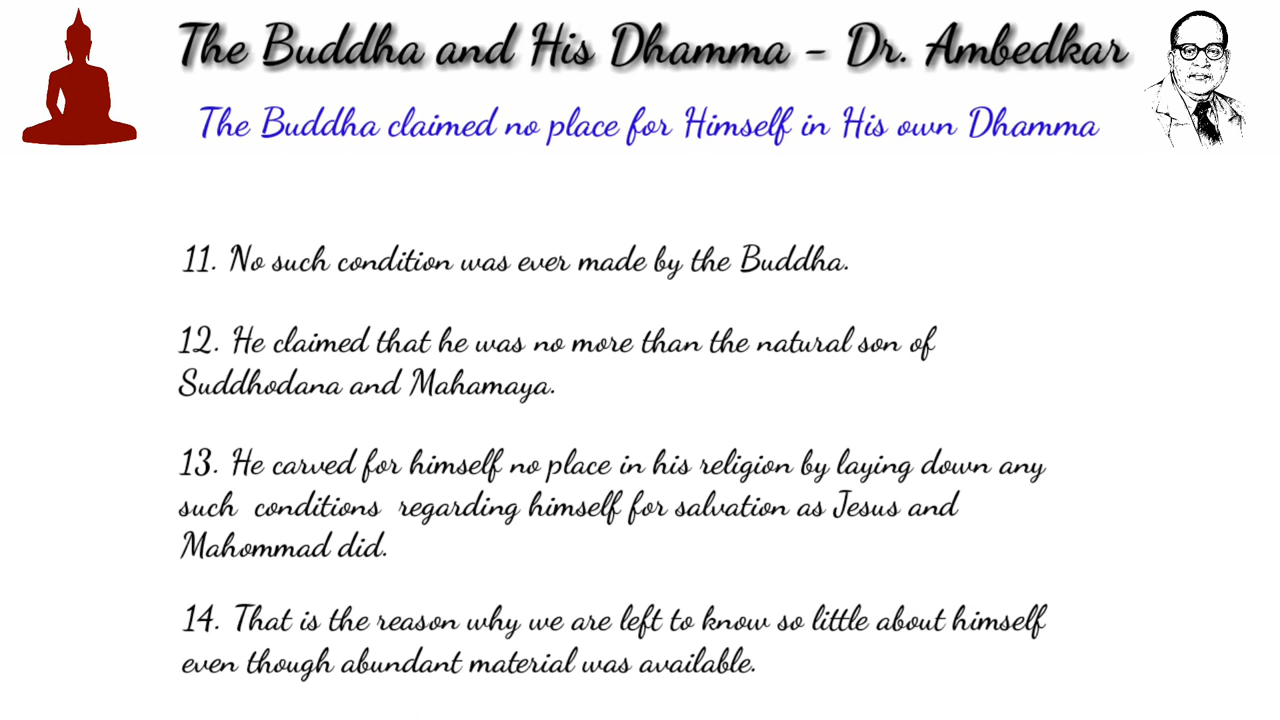 The Buddha and His Dhamma - Dr. Ambedkar
The Buddha claimed no place for Himself in His own Dhamma
11. No such condition was ever made by the Buddha.
12. He claimed that he was no more than the natural son of
Suddhodana and Mahamaya.
13. He carved for himself no place in his religion by laying down any
such conditions regarding himself for salvation as Jesus and
Mahommad did.
14. That is the reason why we are left to know so little about himself
even though abundant material was available.